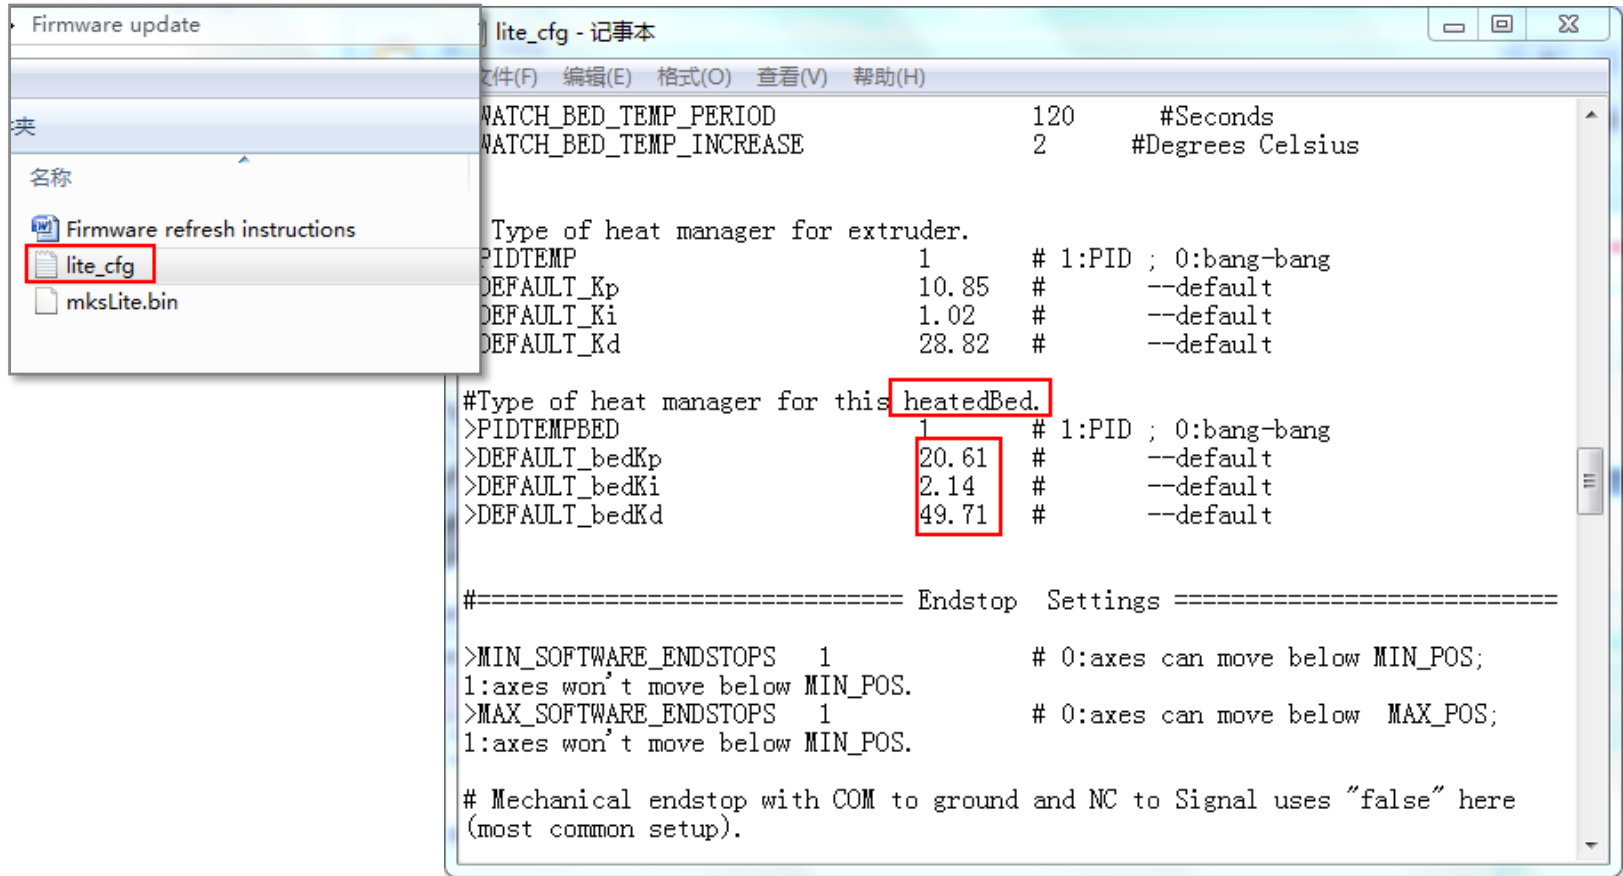 Firmware update
夹
名称
Firmware refresh instructions
lite_cfg
mksLite.bin
lite_cfg - 记事本
文件(F) 编辑(E) 格式(O) 查看(V) 帮助(H)
WATCH_BED_TEMP_PERIOD 120 #Seconds
WATCH_BED_TEMP_INCREASE 2 #Degrees Celsius
Type of heat manager for extruder.
PIDTEMP 1 # 1:PID ; 0:bang-bang
DEFAULT_Kp 10.85 # --default
DEFAULT_Ki 1.02 # --default
DEFAULT_Kd 28.82 # --default
#Type of heat manager for this heatedBed.
>PIDTEMPBED 1 # 1:PID ; 0:bang-bang
>DEFAULT_bedKp 20.61 # --default
>DEFAULT_bedKi 2.14 # --default
>DEFAULT_bedKd 49.71 # --default
#============================== Endstop Settings ===========================
>MIN_SOFTWARE_ENDSTOPS 1 # 0:axes can move below MIN_POS;
1:axes won't move below MIN_POS.
>MAX_SOFTWARE_ENDSTOPS 1 # 0:axes can move below MAX_POS;
1:axes won't move below MIN_POS.
# Mechanical endstop with COM to ground and NC to Signal uses "false" here
(most common setup).